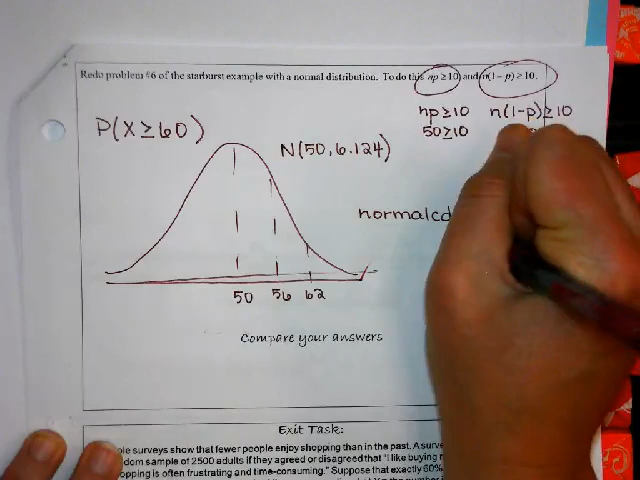 Redo problem #6 of the starburst example with a normal distribution. To do this np ≥ 10 and n(1 – p) ≥ 10.
np≥10 n(1-p)≥10
50≥10
P(X≥60)
N(50, 6.124)
normalcd
50 56 62
Compare your answers
Exit Task:
ple surveys show that fewer people enjoy shopping than in the past. A surve
dom sample of 2500 adults if they agreed or disagreed that "I like buying n
opping is often frustrating and time-consuming." Suppose that exactly 60%